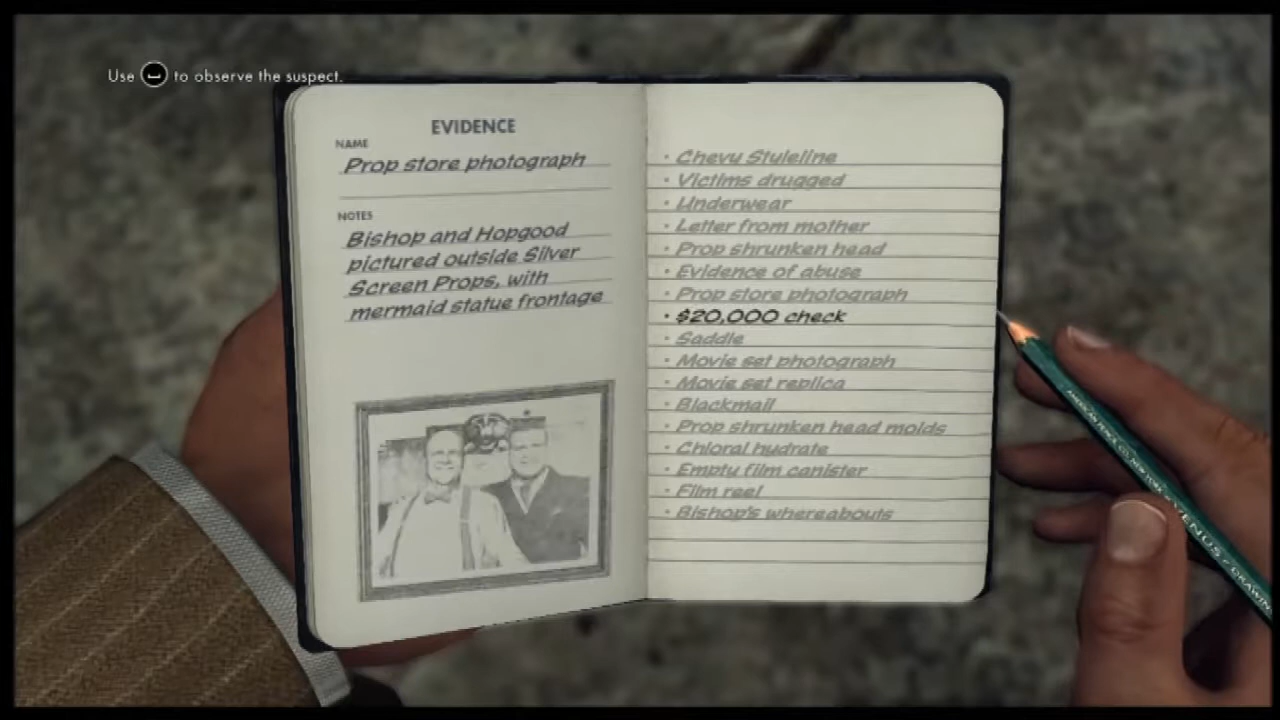 Use to observe the suspect.
EVIDENCE
NAME
Prop store photograph
NOTES
Bishop and Hopgood
pictured outside Silver
Screen Props, with
mermaid statue frontage
• Chevy Styleline
• Victims drugged
• Underwear
• Letter from mother
• Prop shrunken head
• Evidence of abuse
• Prop store photograph
• $20,000 check
• Saddle
• Movie set photograph
• Movie set replica
• Blackmail
• Prop shrunken head molds
• Chloral hydrate
• Empty film canister
• Film reel
• Bishop's whereabouts
VENUS DRAWING